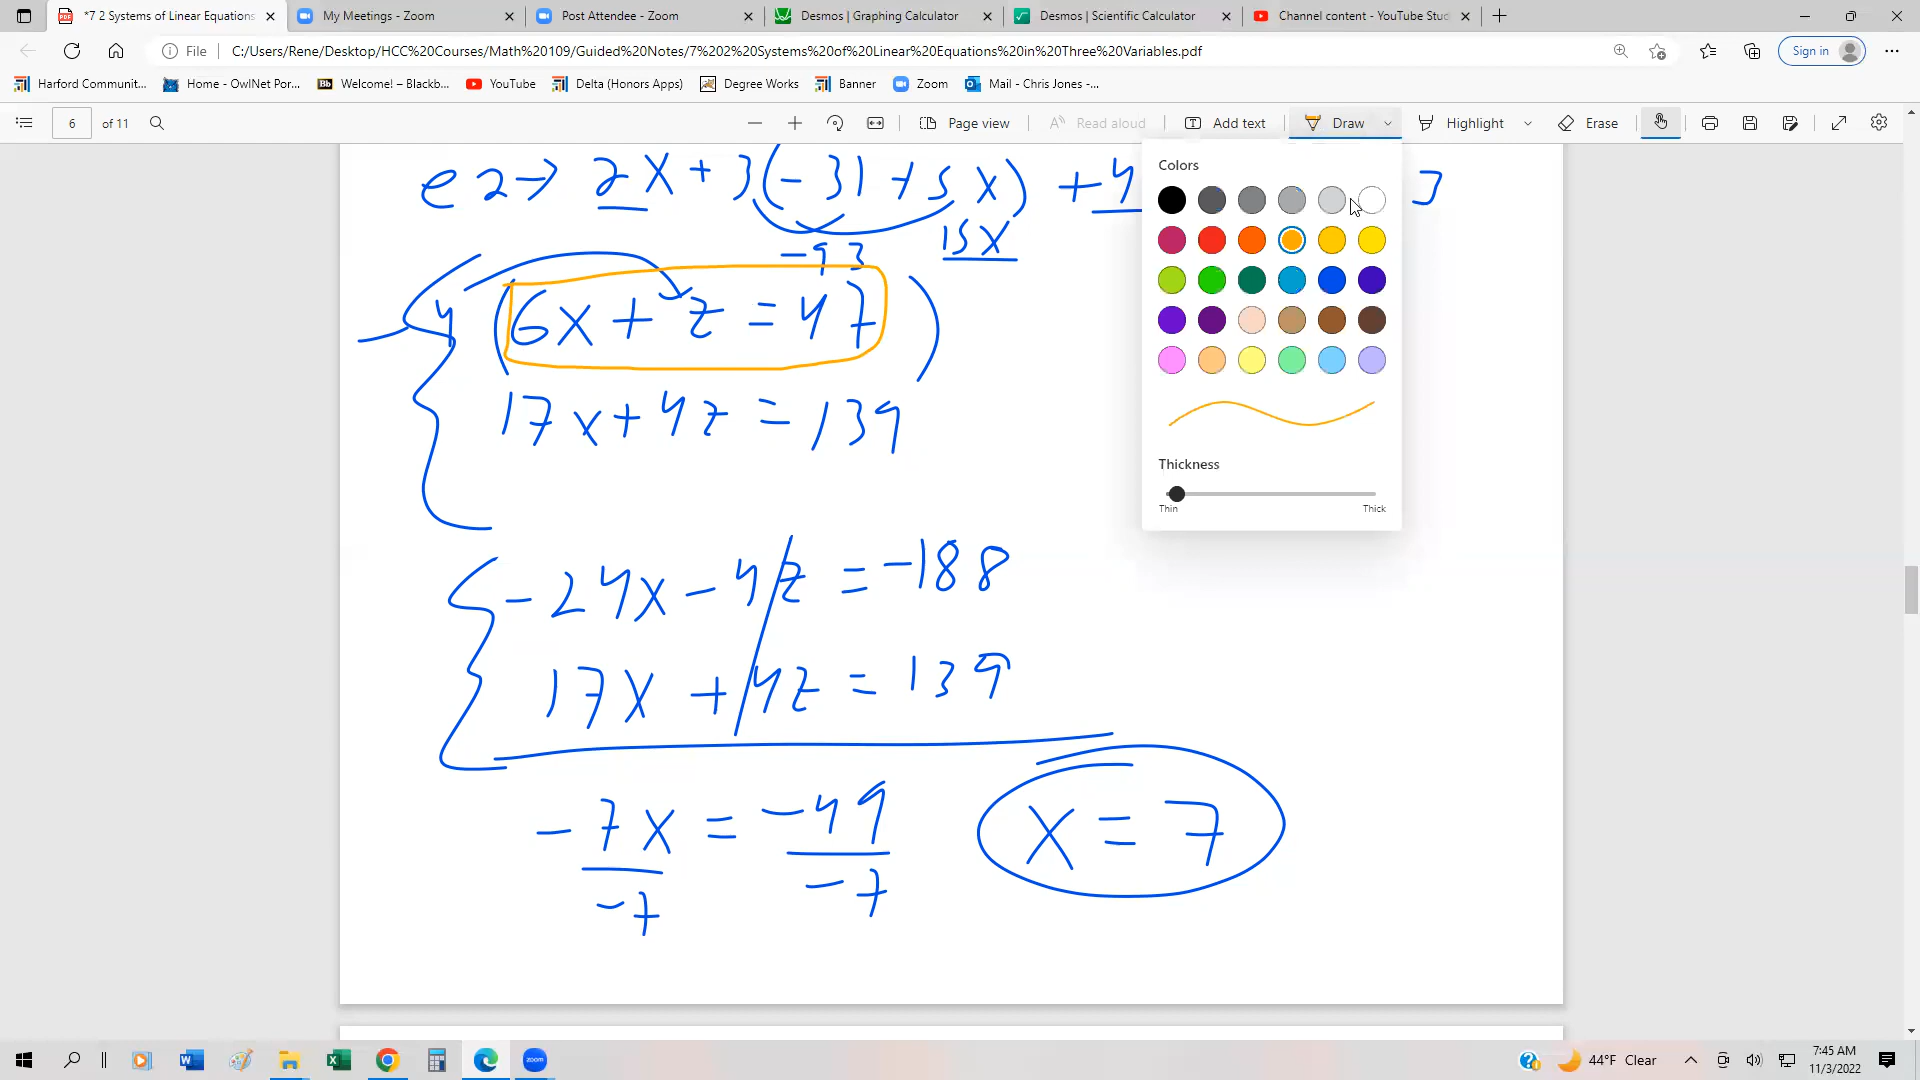 *7 2 Systems of Linear Equations
My Meetings - Zoom
Post Attendee - Zoom
Desmos | Graphing Calculator
Desmos | Scientific Calculator
Channel content - YouTube Stud
File
C:/Users/Rene/Desktop/HCC%20Courses/Math%20109/Guided%20Notes/7%202%20Systems%20of%20Linear%20Equations%20in%20Three%20Variables.pdf
Sign in
Harford Communit...
Home - OwlNet Por...
Bb Welcome! – Blackb...
YouTube
Delta (Honors Apps)
Degree Works
Banner
Zoom
Mail - Chris Jones -...
6 of 11
Page view
Read aloud
Add text
Draw
Highlight
Erase
Colors
Thickness
Thin Thick
e2→ 2x + 3(-31 + 5x) + 4 3
-93 15x
-4 (6x + z = 47)
17x + 4z = 139
-24x - 4z = -188
17x + 4z = 139
-7x = -49 x = 7
-7 -7
zoom
44°F Clear
7:45 AM
11/3/2022